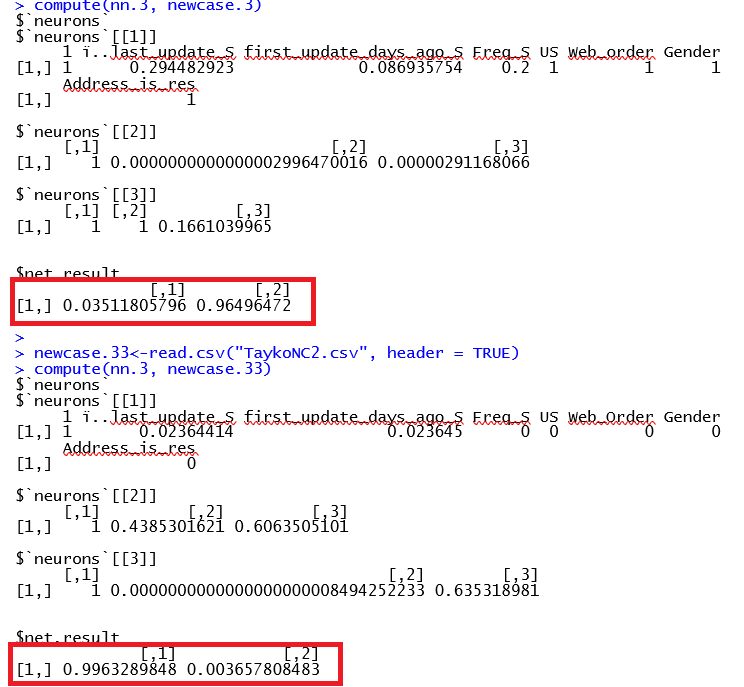 > compute(nn.3, newcase.3)
$`neurons`
$`neurons`[[1]]
     1 ï..last_update_S first_update_days_ago_S Freq_S US Web_order Gender
[1,] 1      0.294482923             0.086935754    0.2  1         1      1
     Address_is_res
[1,]              1
$`neurons`[[2]]
     [,1]                       [,2]             [,3]
[1,]    1 0.0000000000000002996470016 0.00000291168066
$`neurons`[[3]]
     [,1] [,2]         [,3]
[1,]    1    1 0.1661039965
$net.result
              [,1]       [,2]
[1,] 0.03511805796 0.96496472
>
> newcase.33<-read.csv("TaykoNC2.csv", header = TRUE)
> compute(nn.3, newcase.33)
$`neurons`
$`neurons`[[1]]
     1 ï..last_update_S first_update_days_ago_S Freq_S US Web_Order Gender
[1,] 1       0.02364414                0.023645      0  0         0      0
     Address_is_res
[1,]              0
$`neurons`[[2]]
     [,1]         [,2]         [,3]
[1,]    1 0.4385301621 0.6063505101
$`neurons`[[3]]
     [,1]                              [,2]        [,3]
[1,]    1 0.0000000000000000000008494252233 0.635318981
$net.result
             [,1]           [,2]
[1,] 0.9963289848 0.003657808483